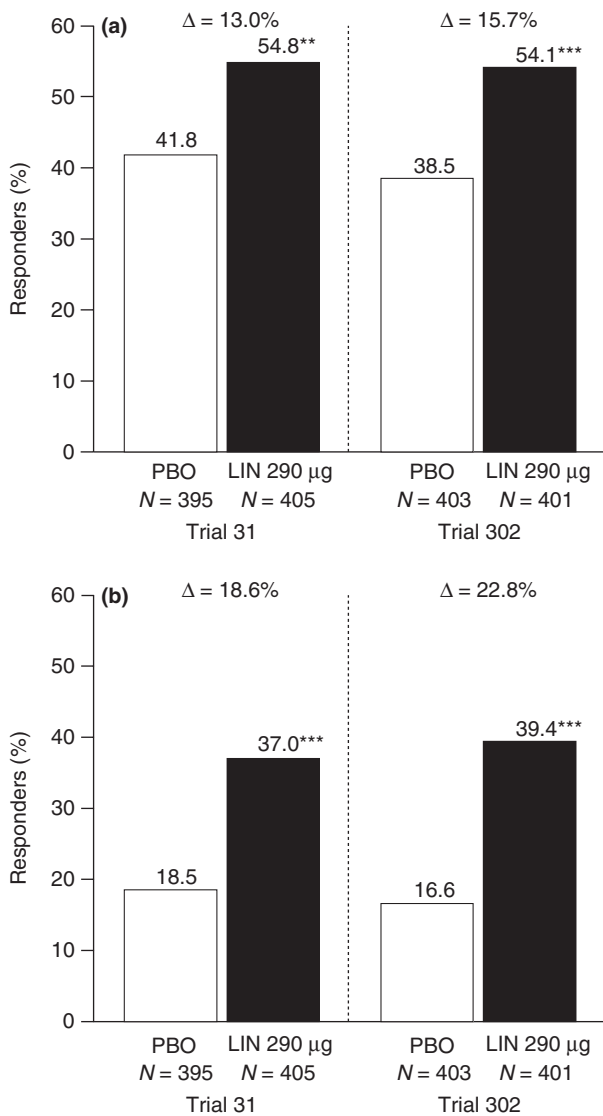 (a)
Δ = 13.0%
Δ = 15.7%
60
50
40
30
20
10
0
Responders (%)
41.8
54.8**
38.5
54.1***
PBO
LIN 290 μg
PBO
LIN 290 μg
N = 395
N = 405
N = 403
N = 401
Trial 31
Trial 302
(b)
Δ = 18.6%
Δ = 22.8%
60
50
40
30
20
10
0
Responders (%)
18.5
37.0***
16.6
39.4***
PBO
LIN 290 μg
PBO
LIN 290 μg
N = 395
N = 405
N = 403
N = 401
Trial 31
Trial 302